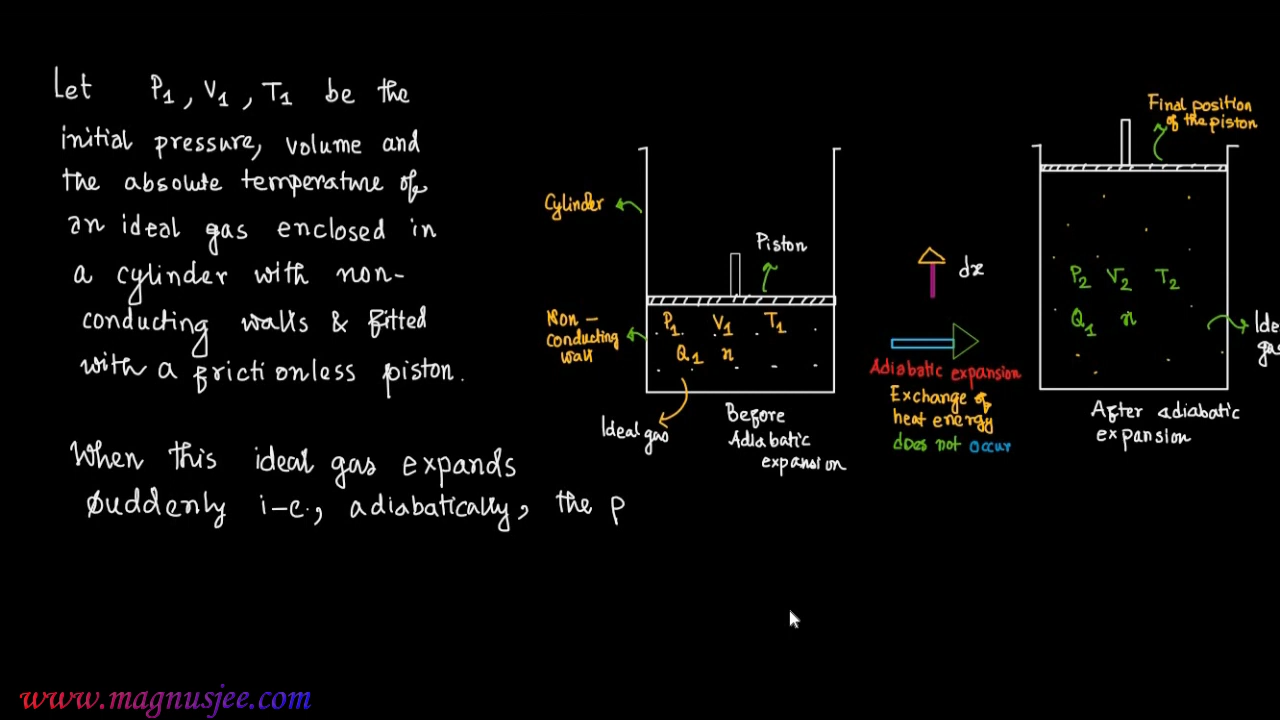 Let P1, V1, T1 be the
initial pressure, volume and
the absolute temperature of
an ideal gas enclosed in
a cylinder with non-
conducting walls & fitted
with a frictionless piston.
When this ideal gas expands
suddenly i-e., adiabatically, the p
Cylinder
Piston
Non-
conducting
walls
P1 V1 T1
Q1 n
Ideal gas
Before
Adiabatic
expansion
dx
Adiabatic expansion
Exchange of
heat energy
does not occur
Final position
of the piston
P2 V2 T2
Q1 n
Ide
gas
After adiabatic
expansion
www.magnusjee.com